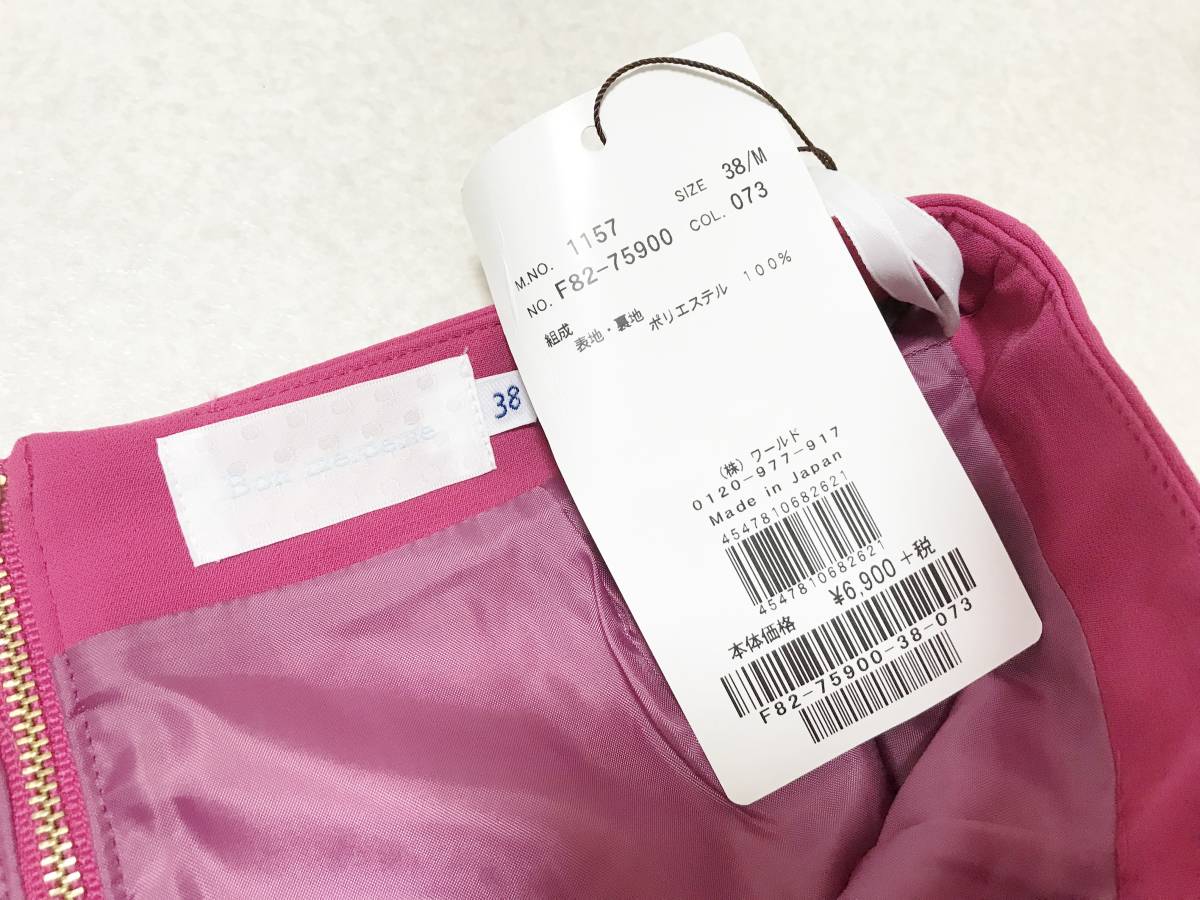 M.NO. 1157 SIZE 38/M
NO. F82-75900 COL. 073
組成 表地・裏地 ポリエステル 100%
(株) ワールド
0120-977-917
Made in Japan
4547810682621
4547810682621
本体価格 ¥6,900 +税
F82-75900-38-073
38